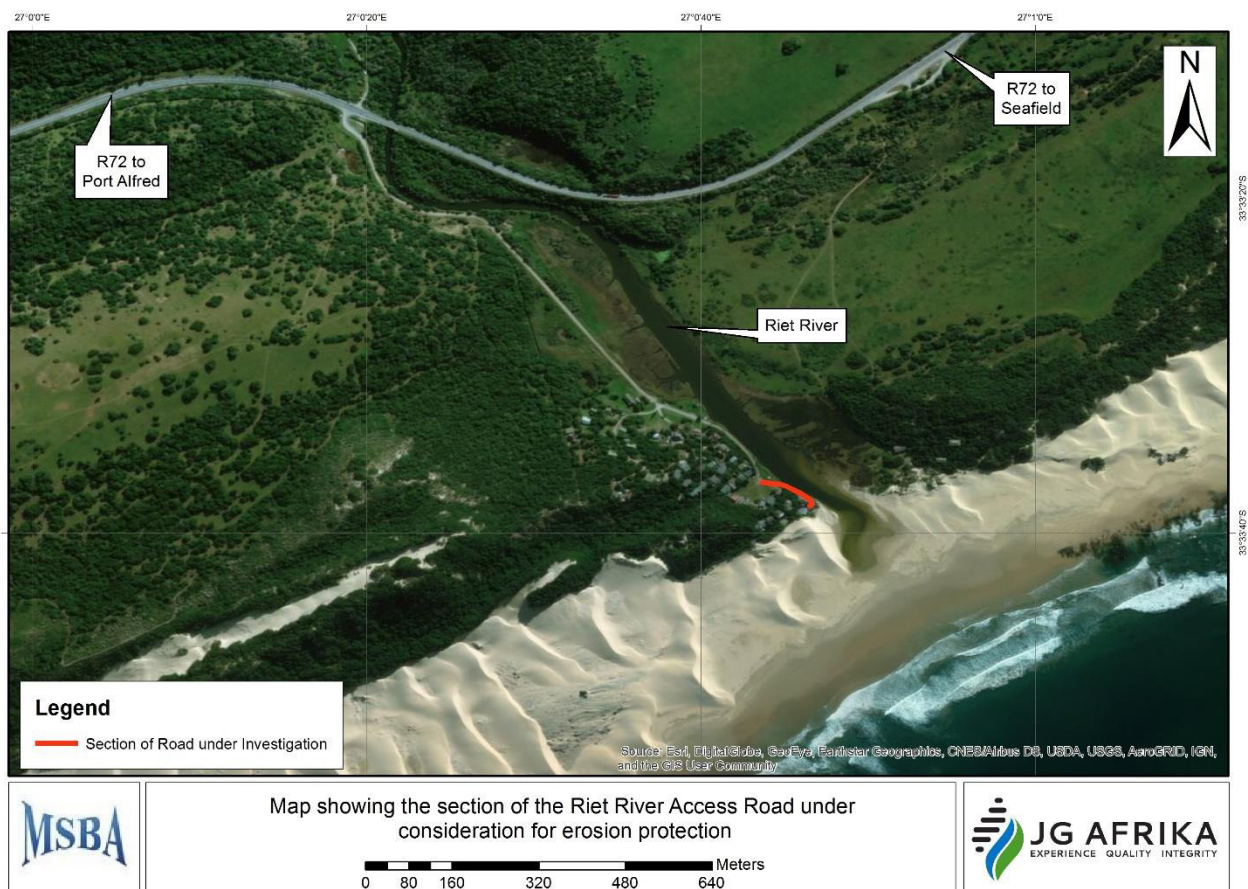 27°0'0"E
27°0'20"E
27°0'40"E
27°1'0"E
R72 to
Port Alfred
R72 to
Seafield
N
33°33'20"S
Riet River
33°33'40"S
Legend
Section of Road under Investigation
Source: Esri, DigitalGlobe, GeoEye, Earthstar Geographics, CNES/Airbus DS, USDA, USGS, AeroGRID, IGN,
and the GIS User Community
MSBA
Map showing the section of the Riet River Access Road under
consideration for erosion protection
Meters
0 80 160 320 480 640
JG AFRIKA
EXPERIENCE QUALITY INTEGRITY